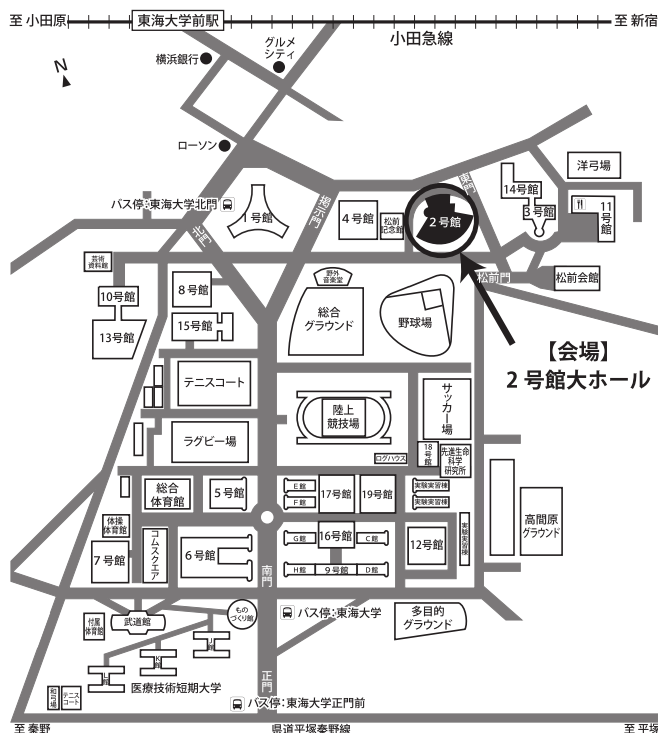 至 小田原
東海大学前駅
至 新宿
小田急線
グルメ
シティ
横浜銀行
N
ローソン
バス停:東海大学北門
北門
掲示門
東門
松前門
1号館
4号館
松前
記念館
2号館
14号館
3号館
11号館
洋弓場
松前会館
【会場】
2号館大ホール
芸術
資料館
10号館
13号館
8号館
15号館
野外
音楽堂
総合
グラウンド
野球場
テニスコート
ラグビー場
陸上
競技場
サッカー場
ログハウス
18号館
先進生命
科学
研究所
総合
体育館
5号館
E館
F館
17号館
19号館
実験実習棟
実験実習棟
高間原
グラウンド
体操
体育館
7号館
コムスクェア
6号館
G館
16号館
C館
H館
9号館
D館
12号館
実験実習棟
南門
付属
体育館
武道館
もの
づくり館
バス停:東海大学
多目的
グラウンド
J館
K館
L館
医療技術短期大学
和弓場
テニス
コート
正門
バス停:東海大学正門前
至 秦野
県道平塚秦野線
至 平塚